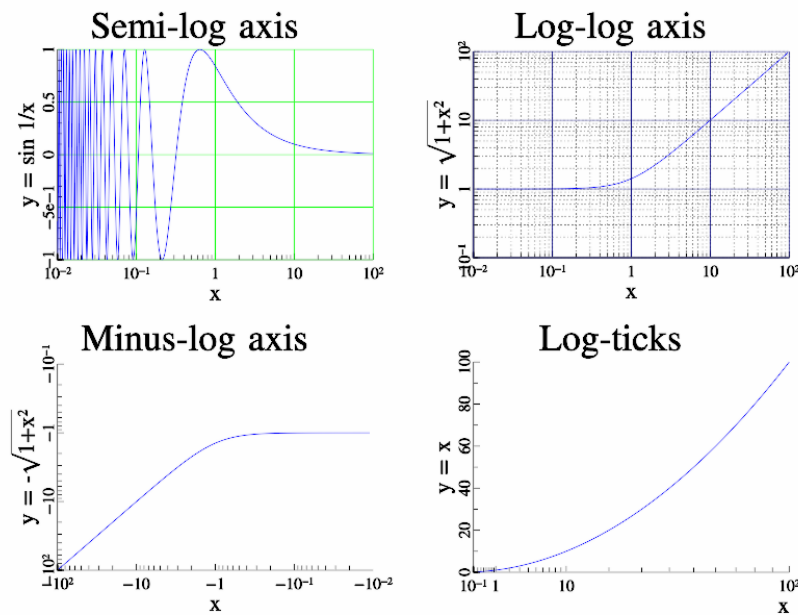 Semi-log axis
y = sin 1/x
1
0.5
0
-5e-1
-1
10-2
10-1
1
10
10²
x
Log-log axis
y = √1+x²
10²
10
1
10-1
10-2
10-1
1
10
10²
x
Minus-log axis
y = -√1+x²
-10-1
-1
-10
-10²
-10²
-10
-1
-10-1
-10-2
x
Log-ticks
y = x
100
80
60
40
20
0
10-1
1
10
10²
x